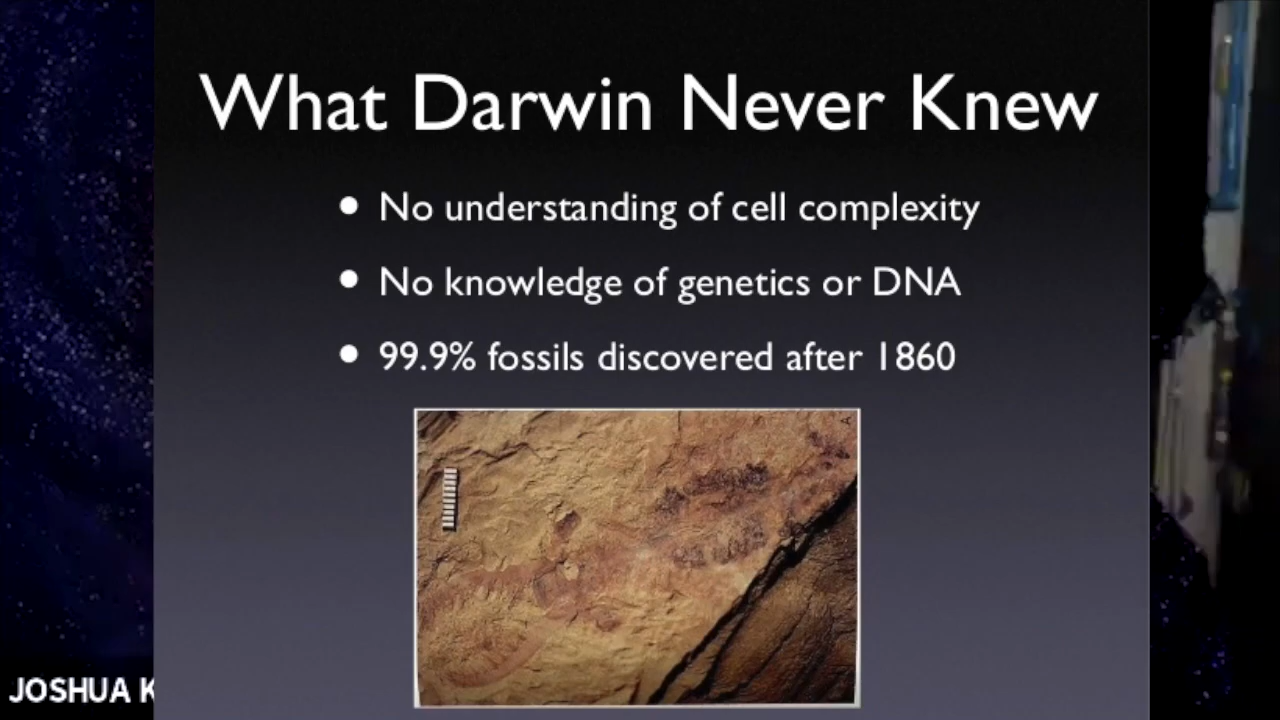 What Darwin Never Knew
• No understanding of cell complexity
• No knowledge of genetics or DNA
• 99.9% fossils discovered after 1860
A
JOSHUA K